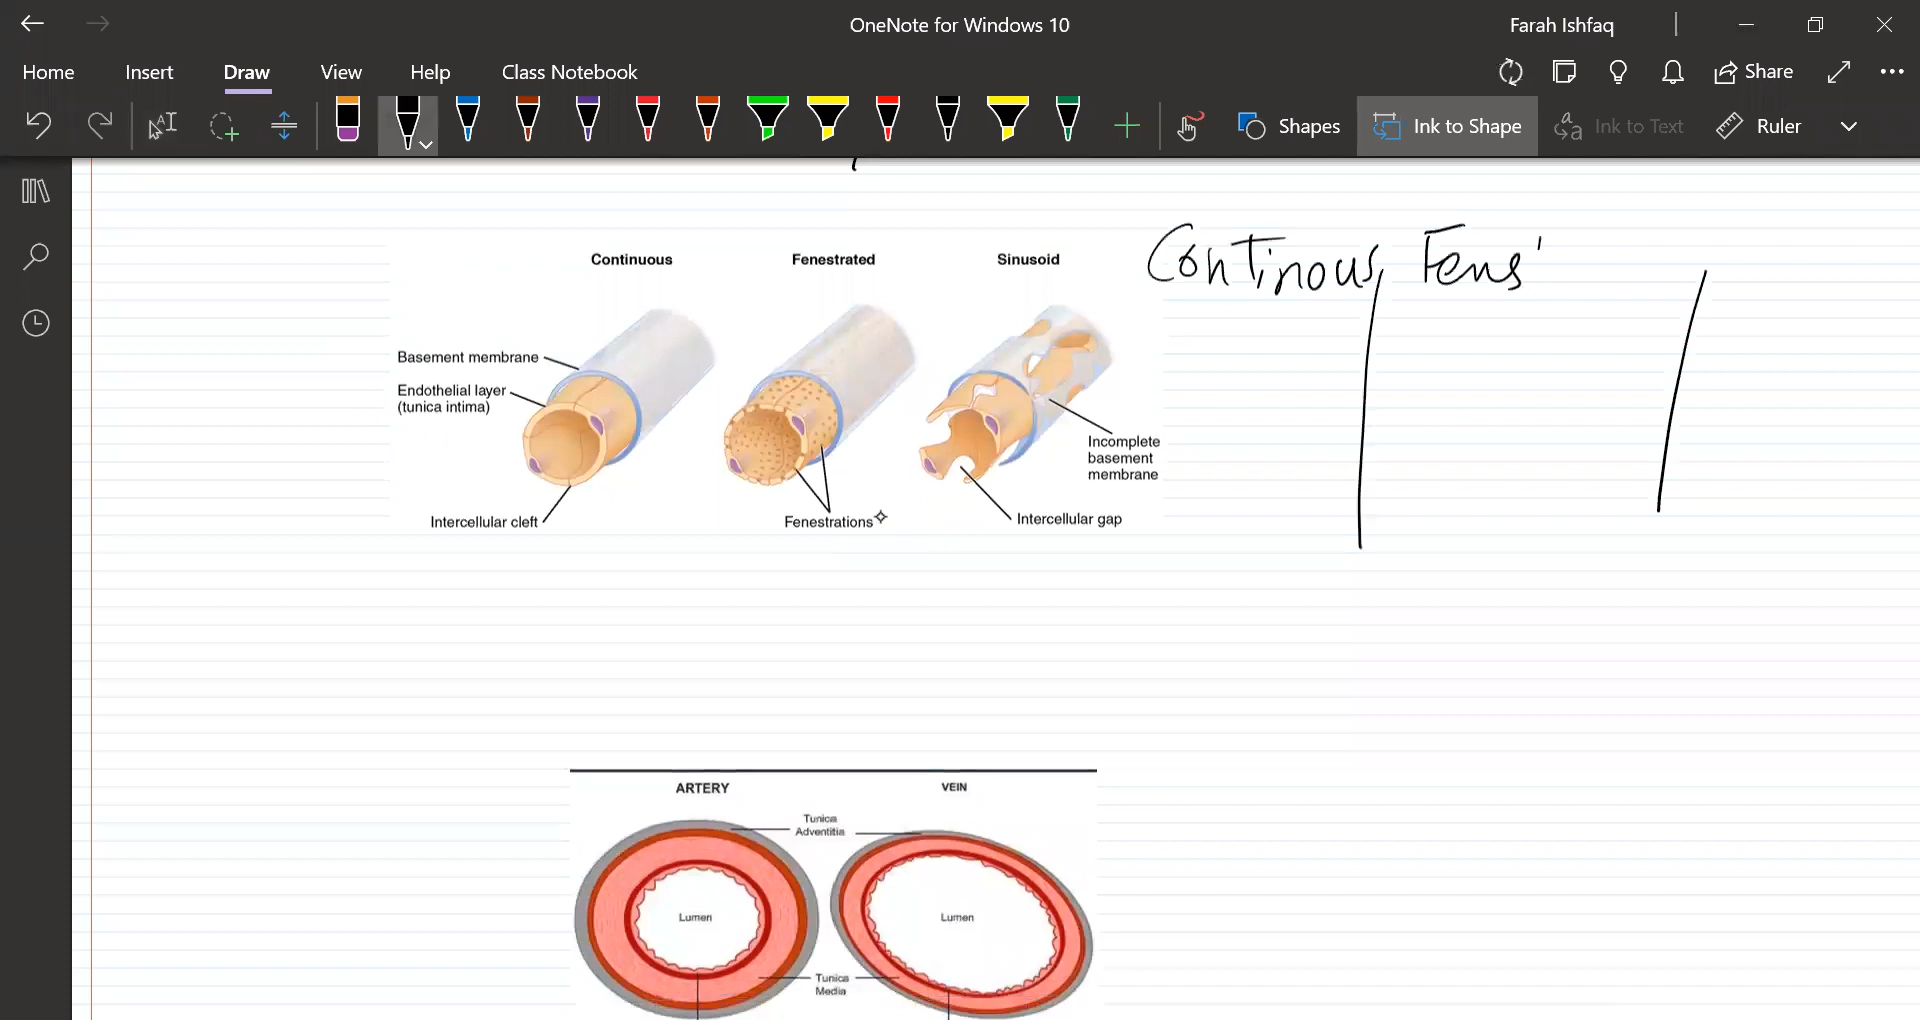 OneNote for Windows 10
Farah Ishfaq
Home Insert Draw View Help Class Notebook
Share
Shapes Ink to Shape Ink to Text Ruler
Continuous Fenestrated Sinusoid
Continous Fens'
Basement membrane
Endothelial layer
(tunica intima)
Incomplete
basement
membrane
Intercellular cleft
Fenestrations
Intercellular gap
ARTERY VEIN
Tunica
Adventitia
Lumen Lumen
Tunica
Media